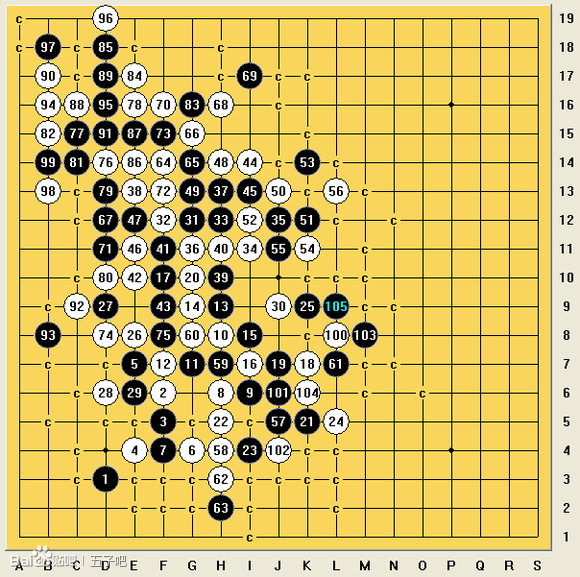 c 96 19
c 97 c 85 c c 18
90 c 89 84 c 69 c c 17
94 88 95 78 70 83 68 c 16
82 77 91 87 73 66 c 15
99 81 76 86 64 65 48 44 c 53 c 14
98 c 79 38 72 49 37 45 50 c 56 c 13
c 67 47 32 31 33 52 35 51 c c 12
71 46 41 36 40 34 55 54 c 11
c 80 42 17 20 39 c c c 10
c 92 27 43 14 13 30 25 105 c c 9
93 74 26 75 60 10 15 c 100 103 c c 8
c c 5 12 11 59 16 19 18 61 c c 7
c 28 29 2 8 9 101 104 c c 6
c c c 3 c 22 c 57 21 24 5
c 4 7 6 58 23 102 c c 4
c 1 c c c 62 c c c c 3
c c c 63 c c 2
c 1
A B C D E F G H I J K L M N O P Q R S
Bai 贴吧 | 五子吧